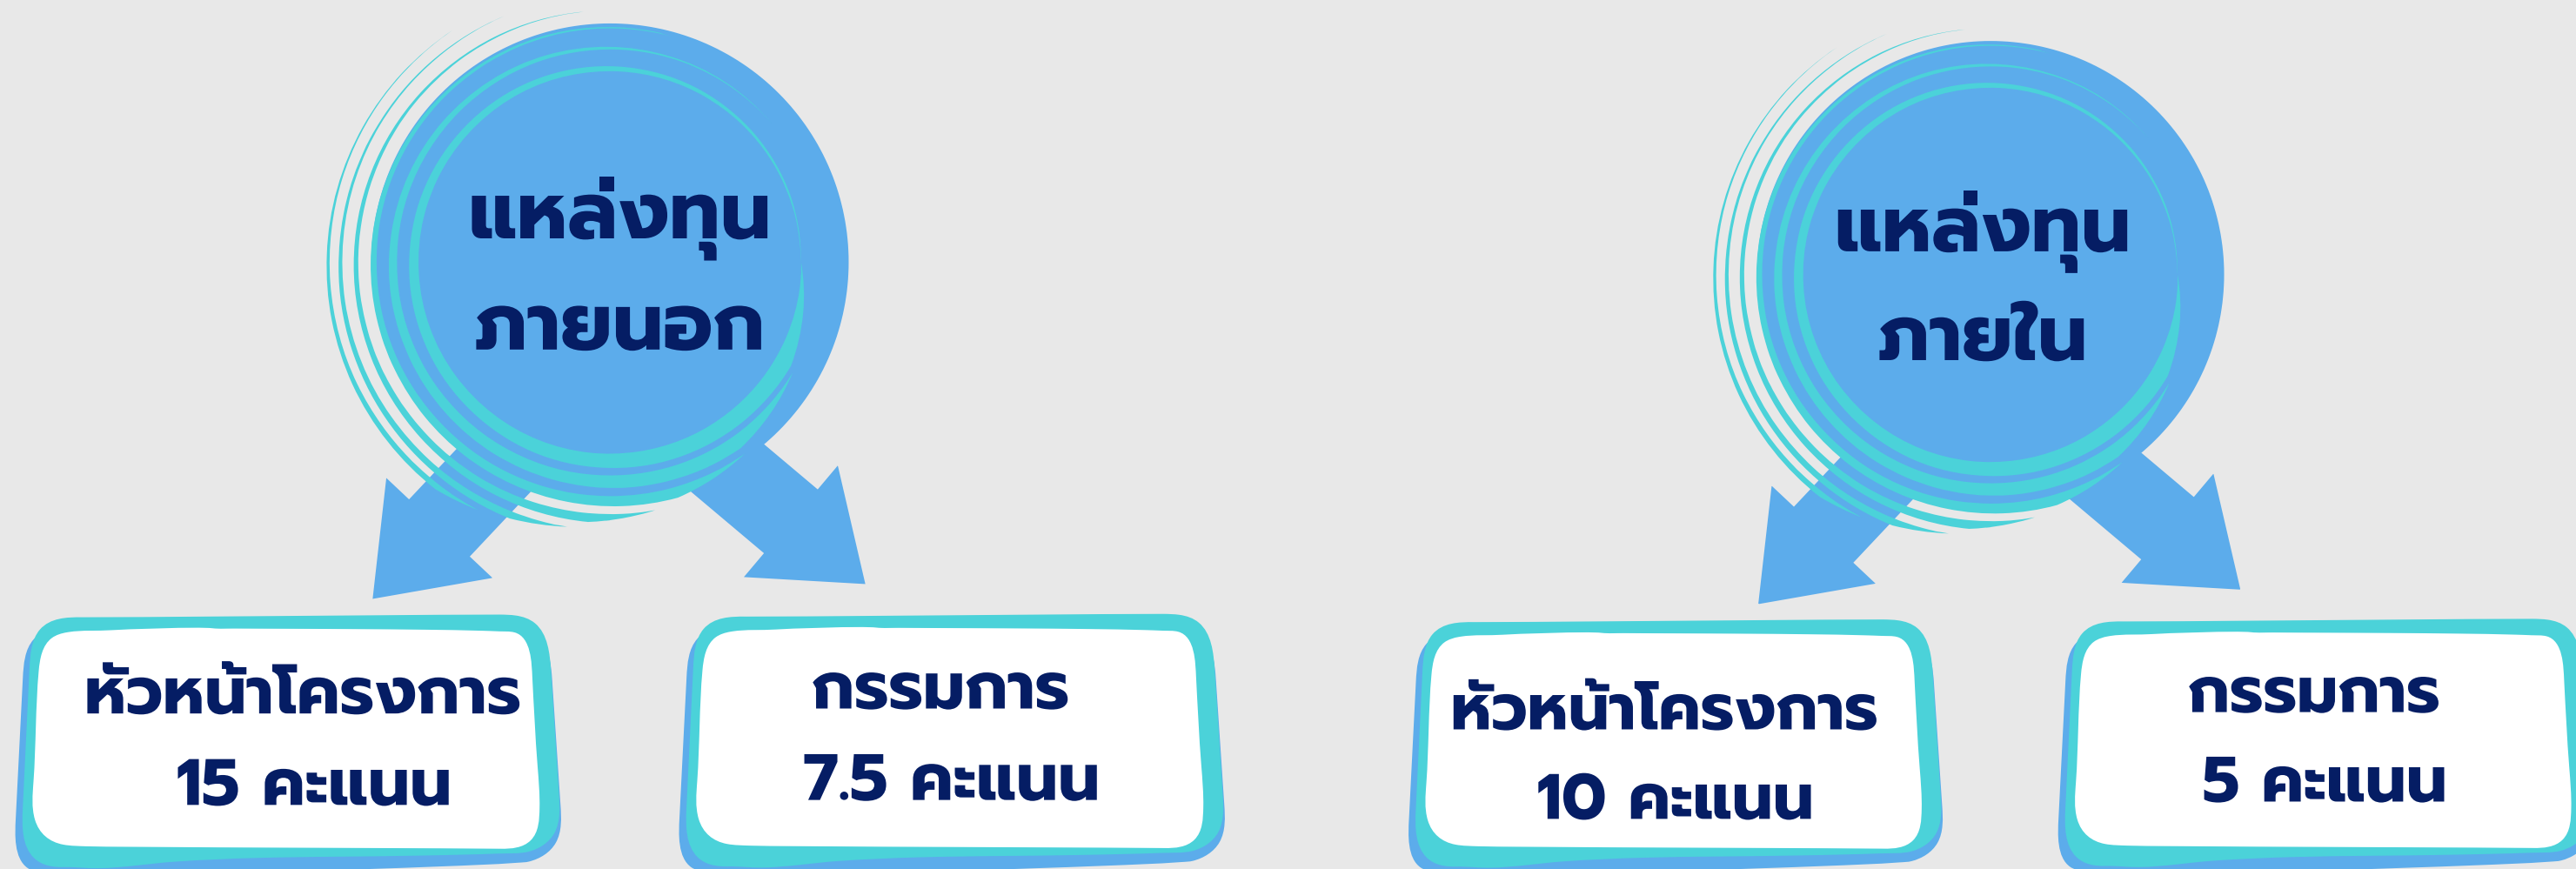 แหล่งทุน
ภายนอก
หัวหน้าโครงการ
15 คะแนน
กรรมการ
7.5 คะแนน
แหล่งทุน
ภายใน
หัวหน้าโครงการ
10 คะแนน
กรรมการ
5 คะแนน